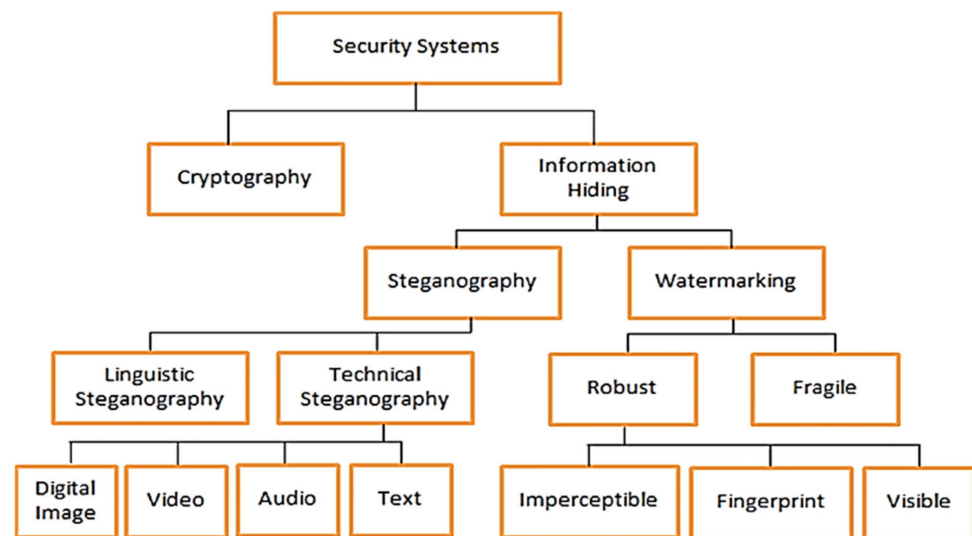 Security Systems
Cryptography
Information
Hiding
Steganography
Watermarking
Linguistic
Steganography
Technical
Steganography
Robust
Fragile
Digital
Image
Video
Audio
Text
Imperceptible
Fingerprint
Visible